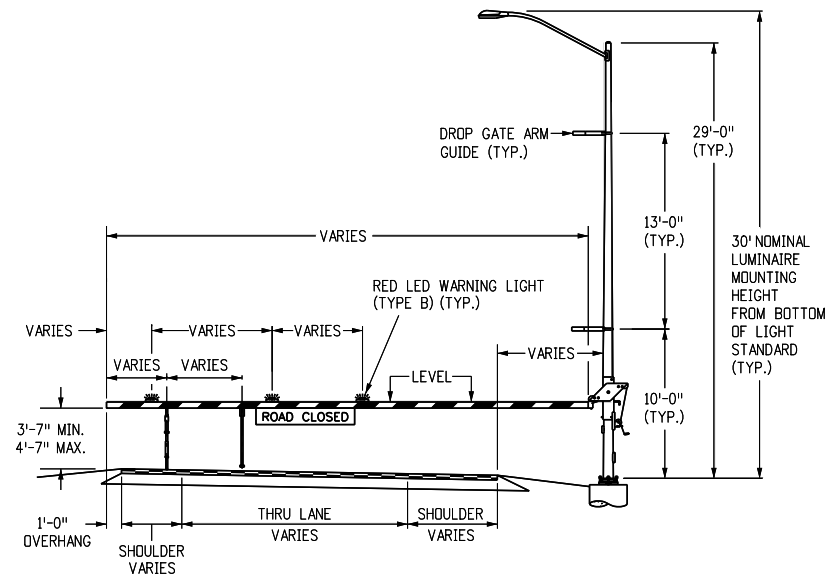 DROP GATE ARM
GUIDE (TYP.)
29'-0"
(TYP.)
13'-0"
(TYP.)
30' NOMINAL
LUMINAIRE
MOUNTING
HEIGHT
FROM BOTTOM
OF LIGHT
STANDARD
(TYP.)
VARIES
RED LED WARNING LIGHT
(TYPE B) (TYP.)
VARIES
VARIES
VARIES
VARIES
VARIES
VARIES
LEVEL
10'-0"
(TYP.)
ROAD CLOSED
3'-7" MIN.
4'-7" MAX.
1'-0"
OVERHANG
SHOULDER
VARIES
THRU LANE
VARIES
SHOULDER
VARIES